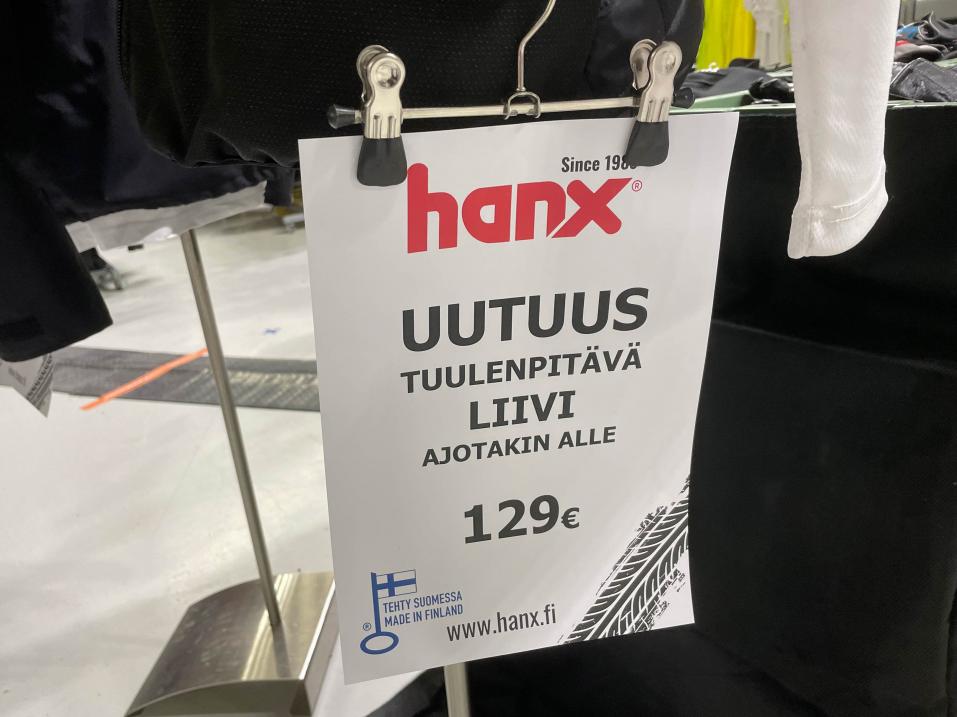 Since
hanx®
UUTUUS
TUULENPITÄVÄ
LIIVI
AJOTAKIN ALLE
129€
TEHTY SUOMESSA
MADE IN FINLAND
®
www.hanx.fi